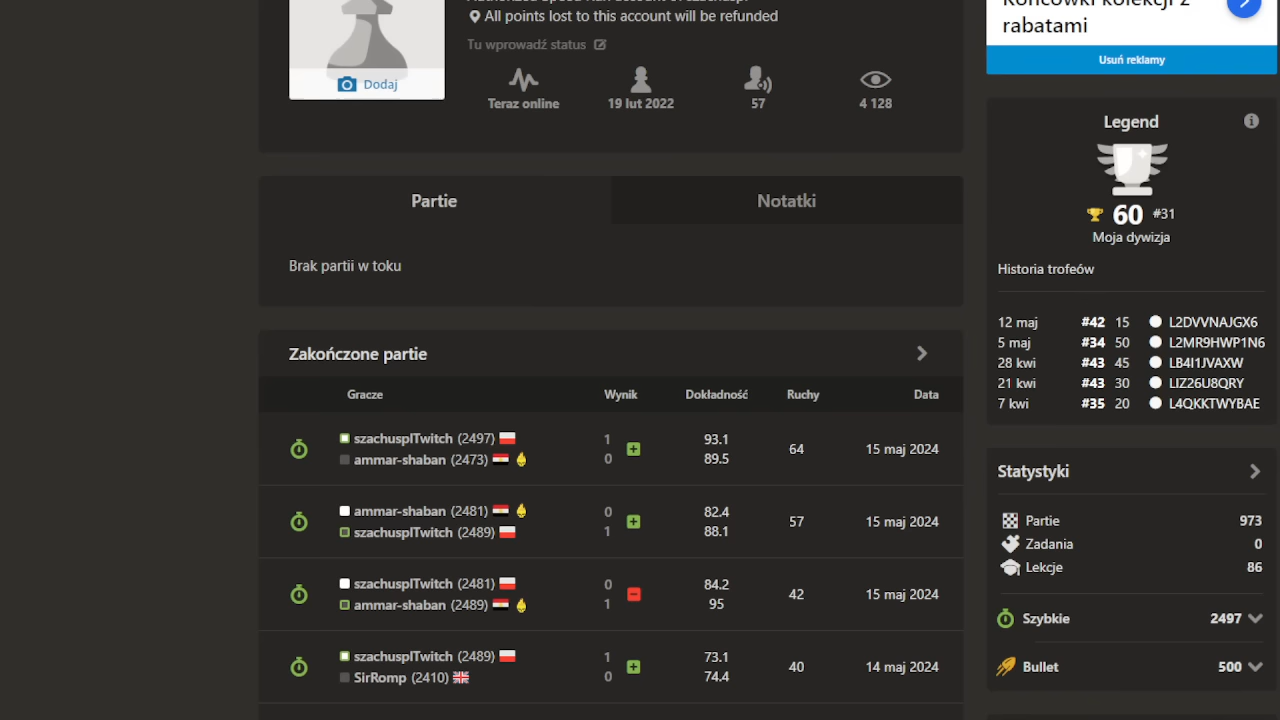 All points lost to this account will be refunded
Tu wprowadź status
Dodaj
Teraz online
19 lut 2022
57
4 128
Partie
Notatki
Brak partii w toku
Zakończone partie
Gracze Wynik Dokładność Ruchy Data
szachusplTwitch (2497) 1 93.1
ammar-shaban (2473) 0 89.5
64 15 maj 2024
ammar-shaban (2481) 0 82.4
szachusplTwitch (2489) 1 88.1
57 15 maj 2024
szachusplTwitch (2481) 0 84.2
ammar-shaban (2489) 1 95
42 15 maj 2024
szachusplTwitch (2489) 1 73.1
SirRomp (2410) 0 74.4
40 14 maj 2024
Końcówki kolekcji z
rabatami
Usuń reklamy
Legend
60 #31
Moja dywizja
Historia trofeów
12 maj #42 15 L2DVVNAJGX6
5 maj #34 50 L2MR9HWP1N6
28 kwi #43 45 LB4I1JVAXW
21 kwi #43 30 LIZ26U8QRY
7 kwi #35 20 L4QKKTWYBAE
Statystyki
Partie 973
Zadania 0
Lekcje 86
Szybkie 2497
Bullet 500